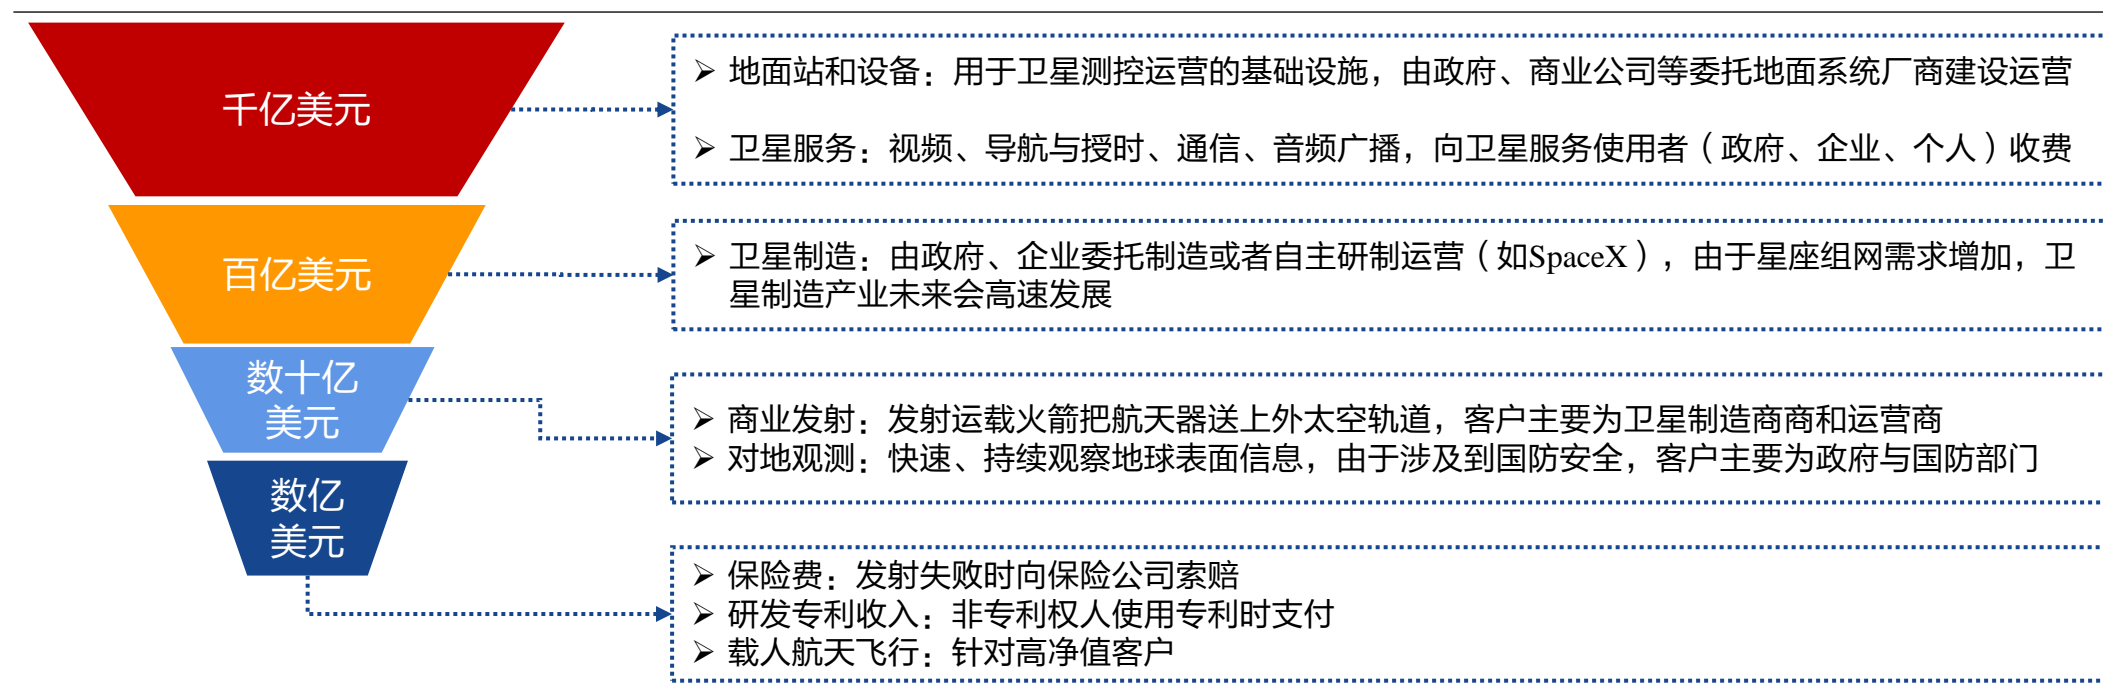 千亿美元
➢ 地面站和设备：用于卫星测控运营的基础设施，由政府、商业公司等委托地面系统厂商建设运营
➢ 卫星服务：视频、导航与授时、通信、音频广播，向卫星服务使用者（政府、企业、个人）收费
百亿美元
➢ 卫星制造：由政府、企业委托制造或者自主研制运营（如SpaceX），由于星座组网需求增加，卫
星制造产业未来会高速发展
数十亿
美元
➢ 商业发射：发射运载火箭把航天器送上外太空轨道，客户主要为卫星制造商商和运营商
➢ 对地观测：快速、持续观察地球表面信息，由于涉及到国防安全，客户主要为政府与国防部门
数亿
美元
➢ 保险费：发射失败时向保险公司索赔
➢ 研发专利收入：非专利权人使用专利时支付
➢ 载人航天飞行：针对高净值客户